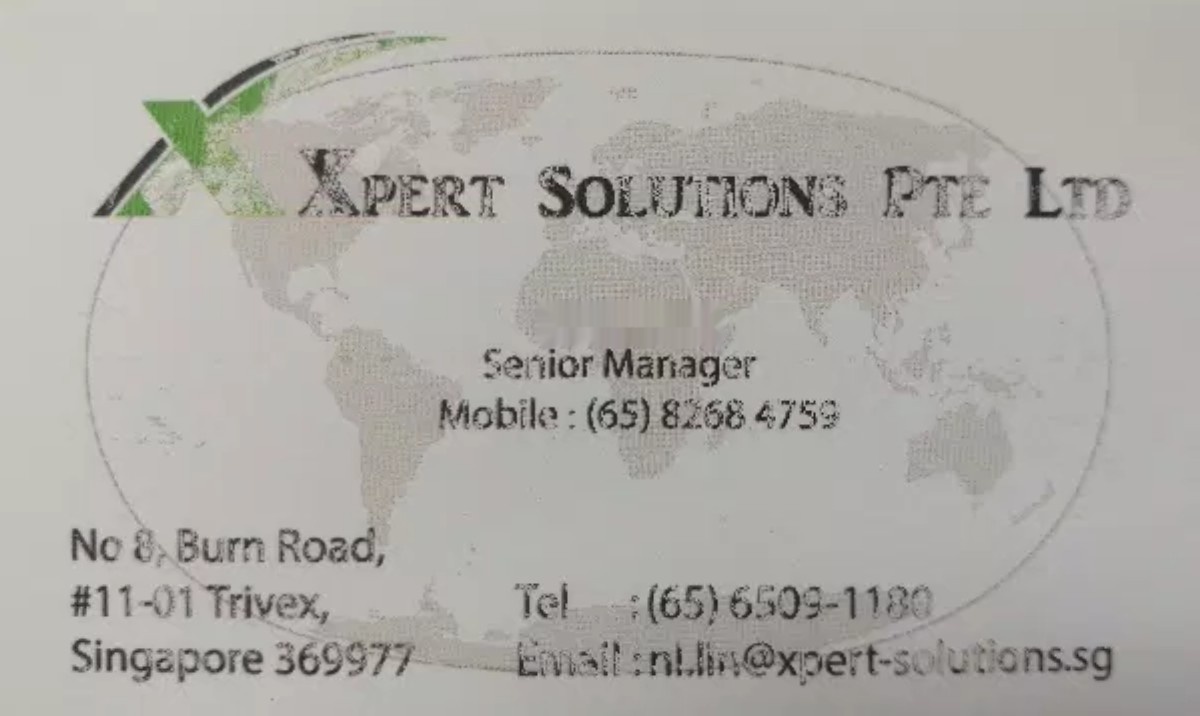 XPERT SOLUTIONS PTE LTD
Senior Manager
Mobile : (65) 8268 4759
No 8, Burn Road,
#11-01 Trivex,
Singapore 369977
Tel : (65) 6509-1180
Email : nl.lin@xpert-solutions.sg